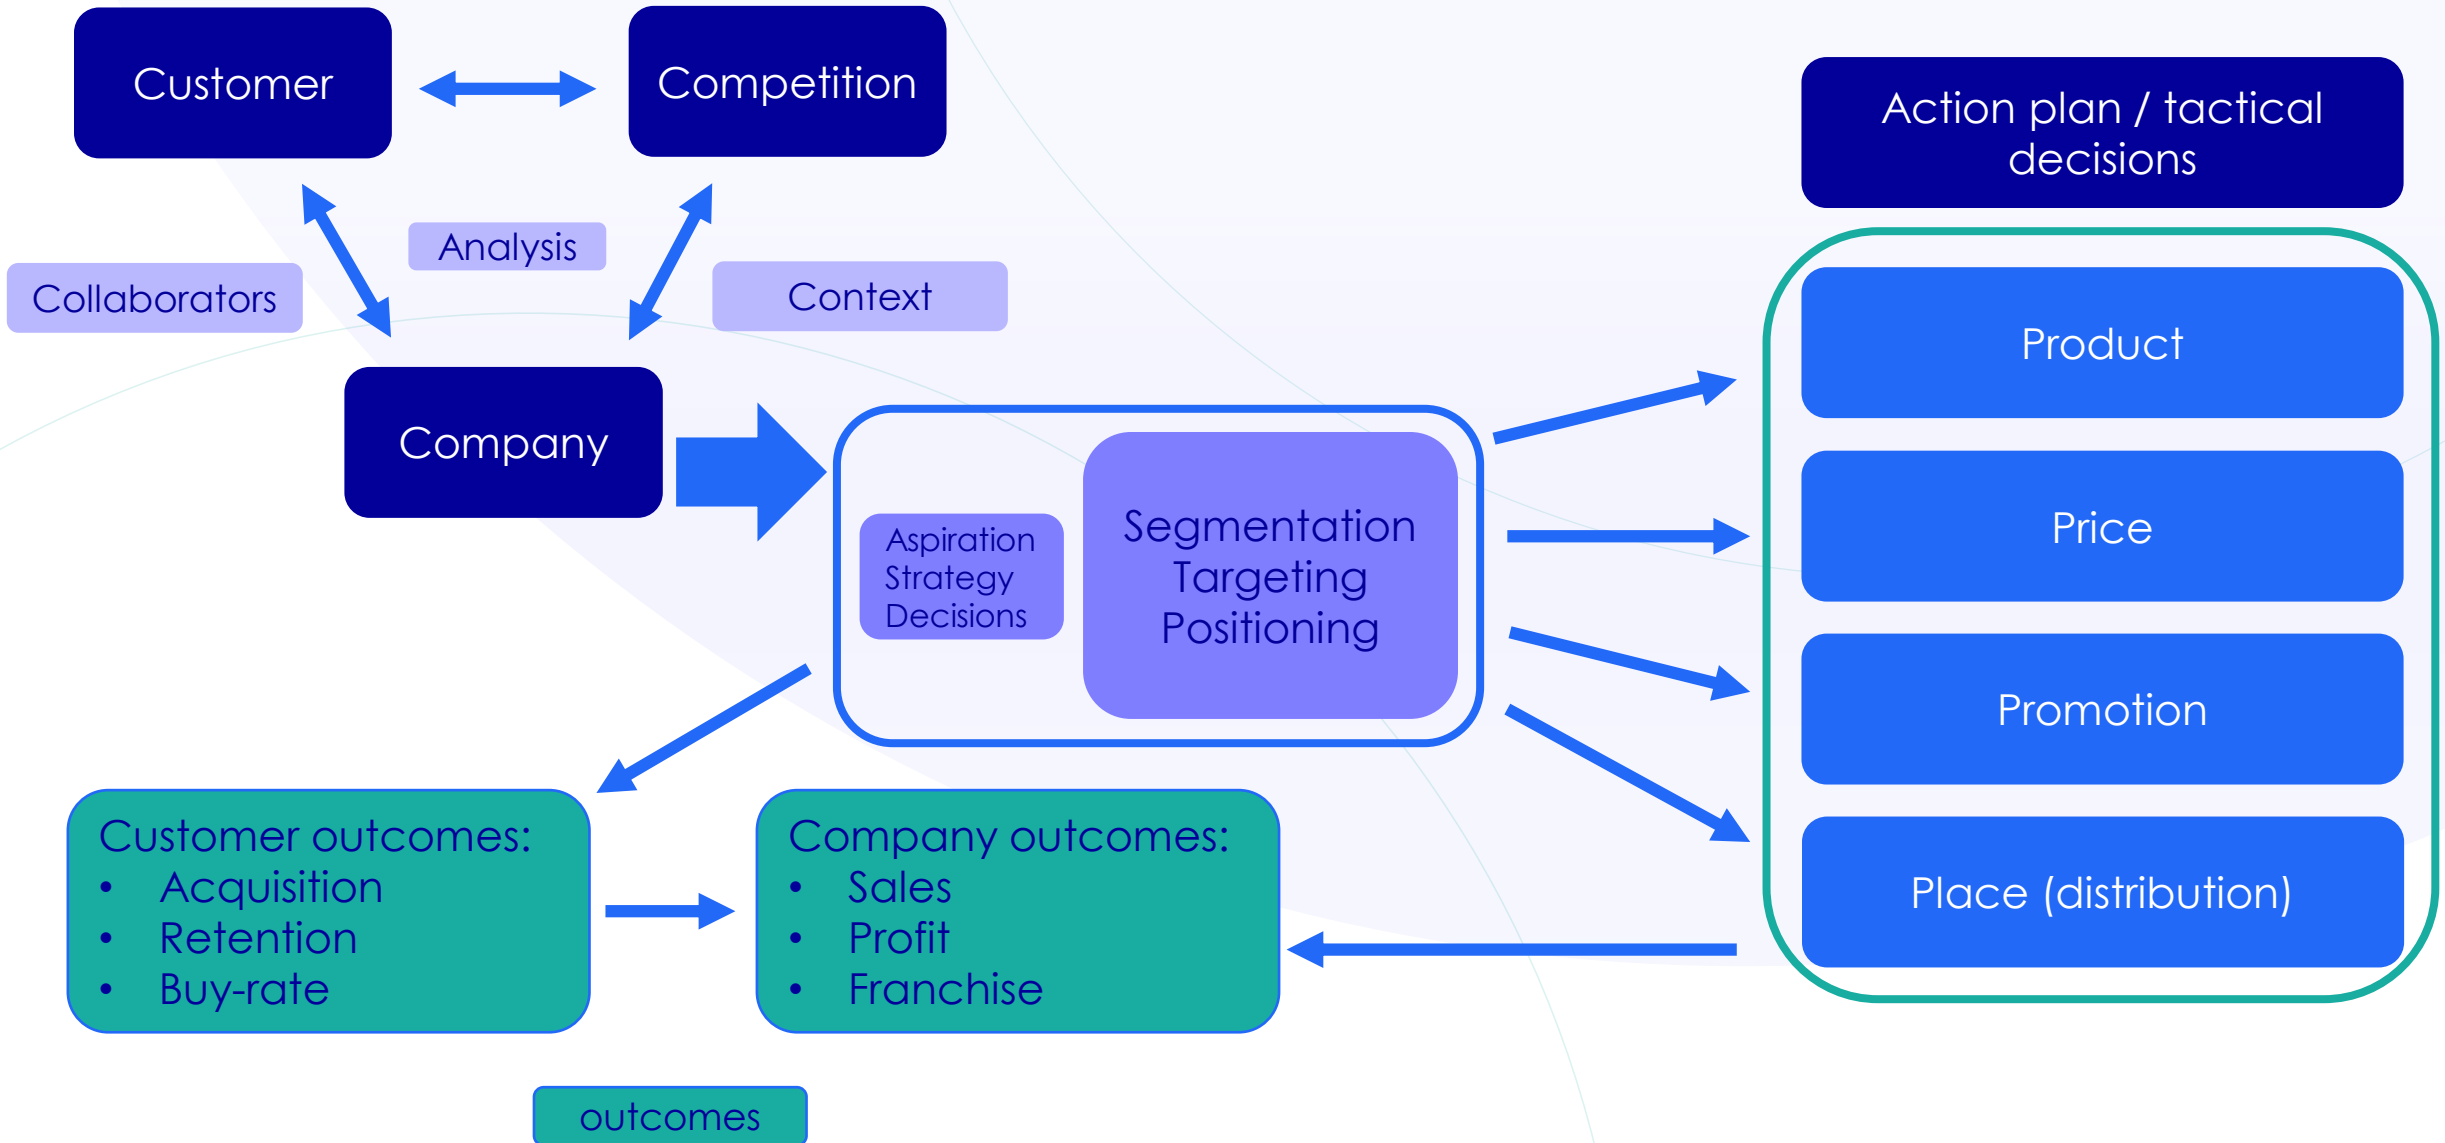 Customer
Competition
Analysis
Collaborators
Context
Company
Aspiration
Strategy
Decisions
Segmentation
Targeting
Positioning
Action plan / tactical
decisions
Product
Price
Promotion
Place (distribution)
Customer outcomes:
• Acquisition
• Retention
• Buy-rate
Company outcomes:
• Sales
• Profit
• Franchise
outcomes